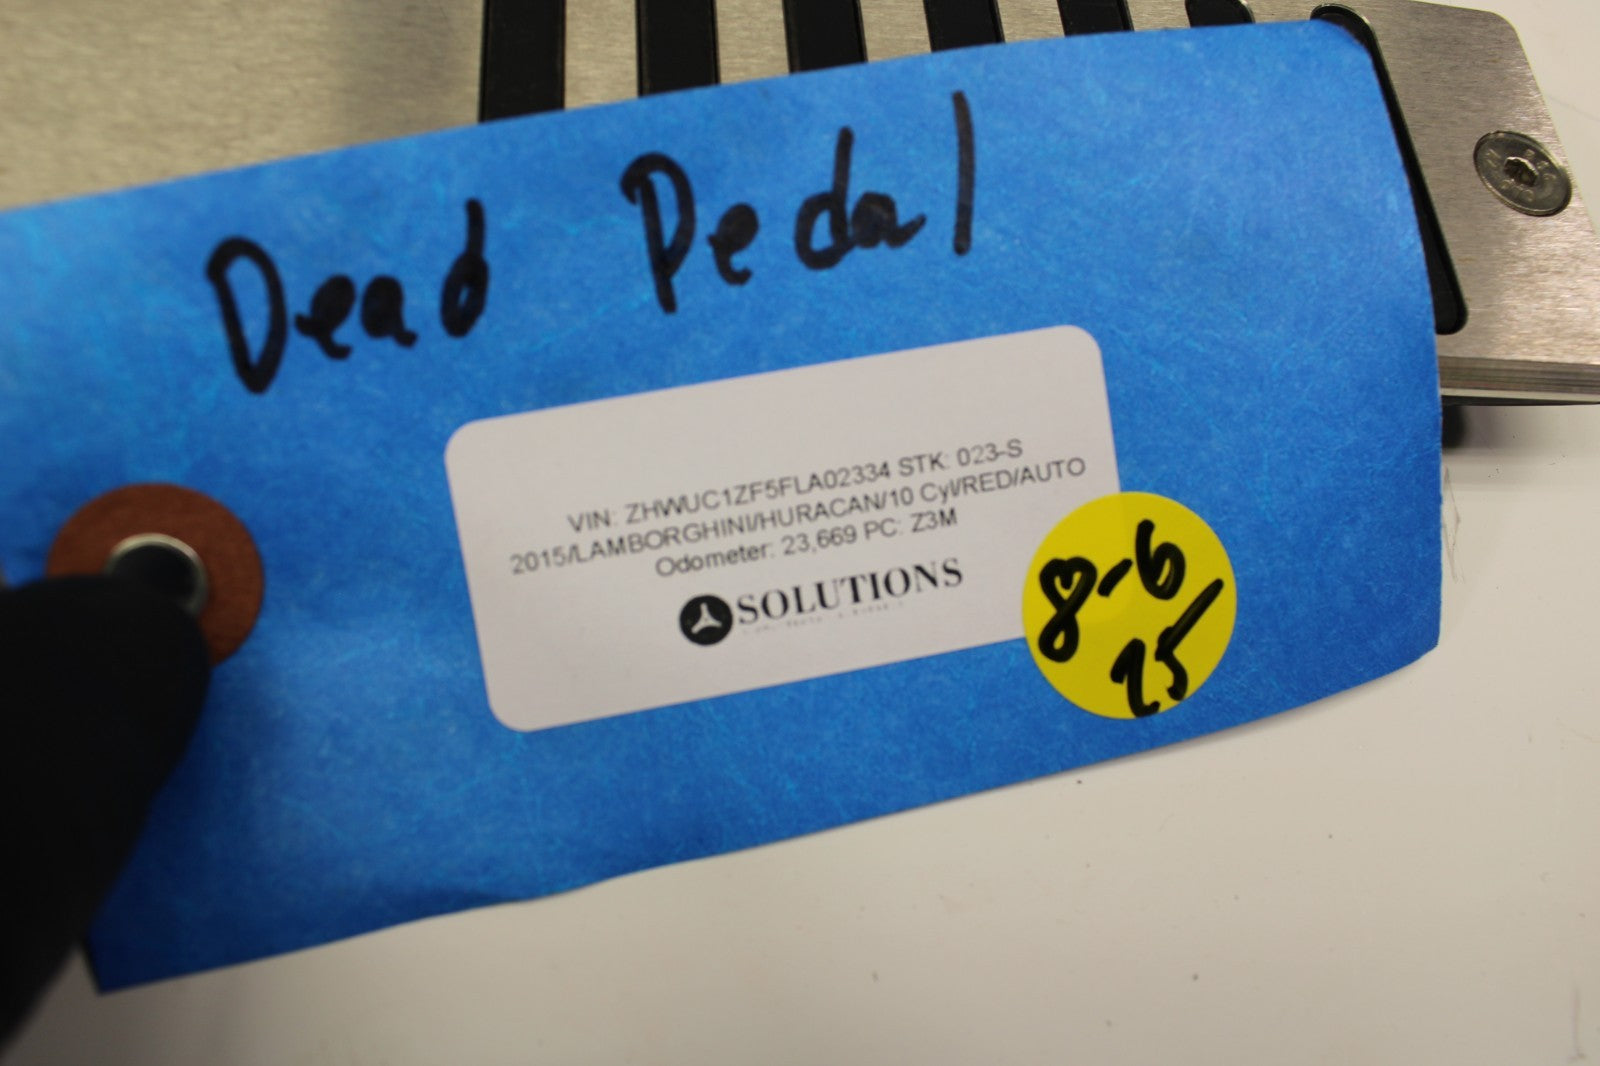 Dead Pedal
VIN: ZHWUC1ZF5FLA02334 STK: 023-S
2015/LAMBORGHINI/HURACAN/10 Cyl/RED/AUTO
Odometer: 23,669 PC: Z3M
SOLUTIONS
8-6
25